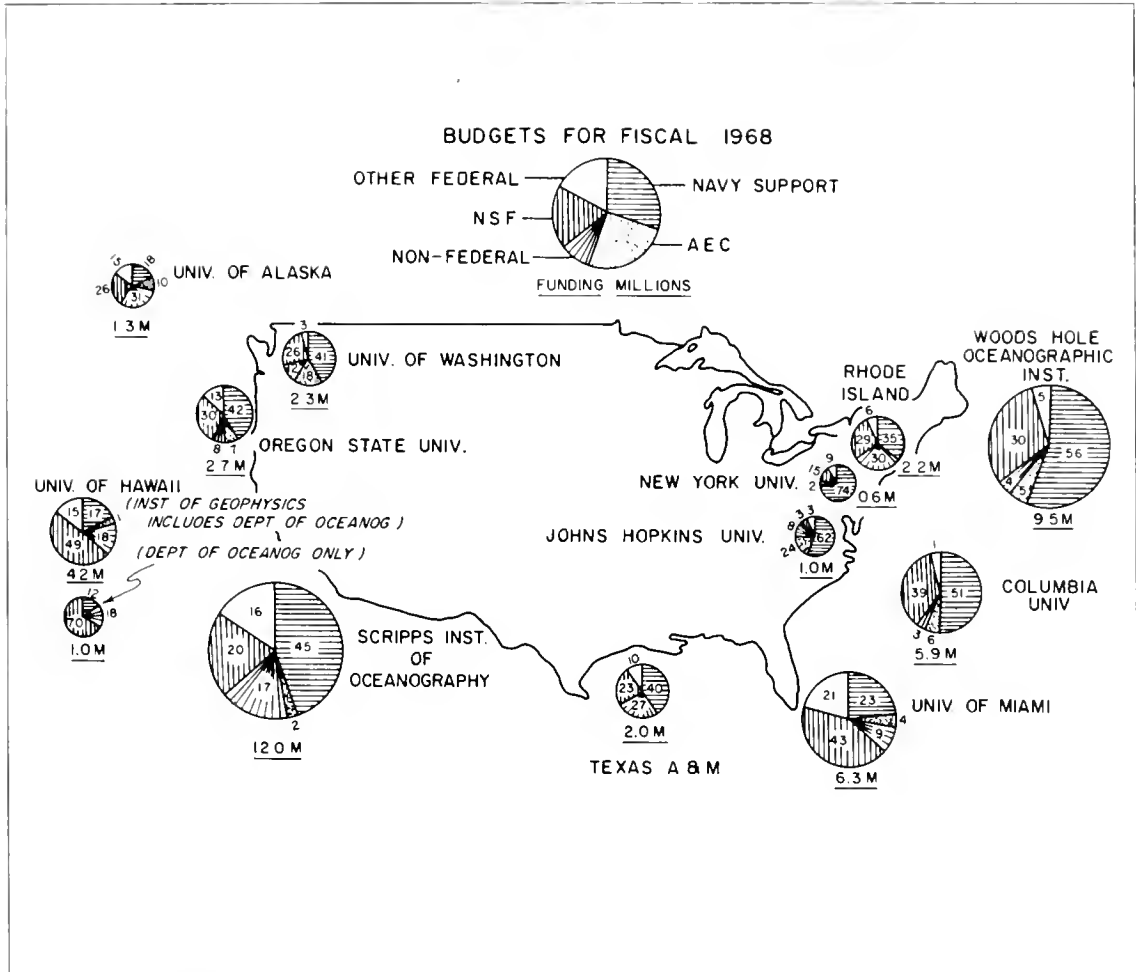 BUDGETS FOR FISCAL 1968
OTHER FEDERAL
NAVY SUPPORT
NSF
AEC
NON-FEDERAL
FUNDING MILLIONS
UNIV. OF ALASKA
15
18
26
10
31
1 3 M
UNIV. OF WASHINGTON
3
26
41
12
18
2 3 M
OREGON STATE UNIV.
13
30
42
8
7
2 7 M
UNIV. OF HAWAII
(INST OF GEOPHYSICS
INCLUDES DEPT OF OCEANOG )
15
17
1
18
49
4 2 M
(DEPT OF OCEANOG ONLY )
12
18
70
1.0 M
SCRIPPS INST.
OF
OCEANOGRAPHY
16
45
20
17
2
12 0 M
TEXAS A & M
10
23
40
27
2.0 M
UNIV. OF MIAMI
21
23
4
9
43
6.3 M
COLUMBIA
UNIV
1
39
51
3
6
5.9 M
JOHNS HOPKINS UNIV.
3 3
8
62
24
1.0 M
NEW YORK UNIV.
9
15
2
74
0 6 M
RHODE
ISLAND
6
29
35
30
2 2 M
WOODS HOLE
OCEANOGRAPHIC
INST.
5
30
56
4
5
9 5 M